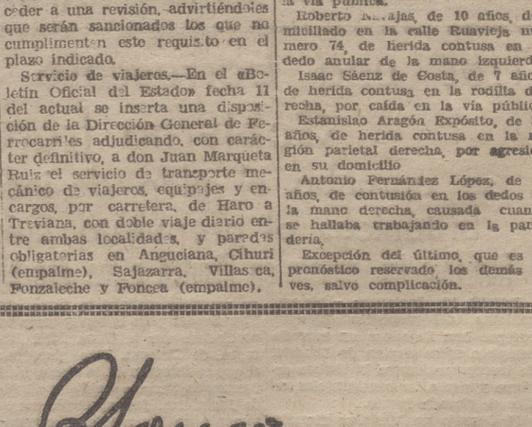 ceder a una revisión, advirtiéndoles
que serán sancionados los que no
cumplimenten este requisito en el
plazo indicado.
Servicio de viajeros.—En el «Bo-
letín Oficial del Estado» fecha 11
del actual se inserta una disposi-
ción de la Dirección General de Fe-
rrocarriles adjudicando, con carác-
ter definitivo, a don Juan Marqueta
Ruiz el servicio de transporte me-
cánico de viajeros, equipajes y en-
cargos, por carretera, de Haro a
Treviana, con doble viaje diario en-
tre ambas localidades, y paradas
obligatorias en Anguciana, Cihuri
(empalme), Sajazarra, Villaseca,
Fonzaleche y Foncea (empalme).
la vía pública.
Roberto de 10 años, do-
miciliado en la calle Ruavieja nú-
mero 74, de herida contusa en
dedo anular de la mano izquierd
Isaac Sáenz de Costa, de 7 añ
de herida contusa en la rodilla d
recha, por caída en la vía públic
Estanislao Aragón Expósito, de
años, de herida contusa en la
gión parietal derecha, por agresió
en su domicilio
Antonio Fernández López, de
años, de contusión en los dedos
la mano derecha, causada cuan
se hallaba trabajando en la pan
dería.
Excepción del último, que es
pronóstico reservado, los demás
ves, salvo complicación.